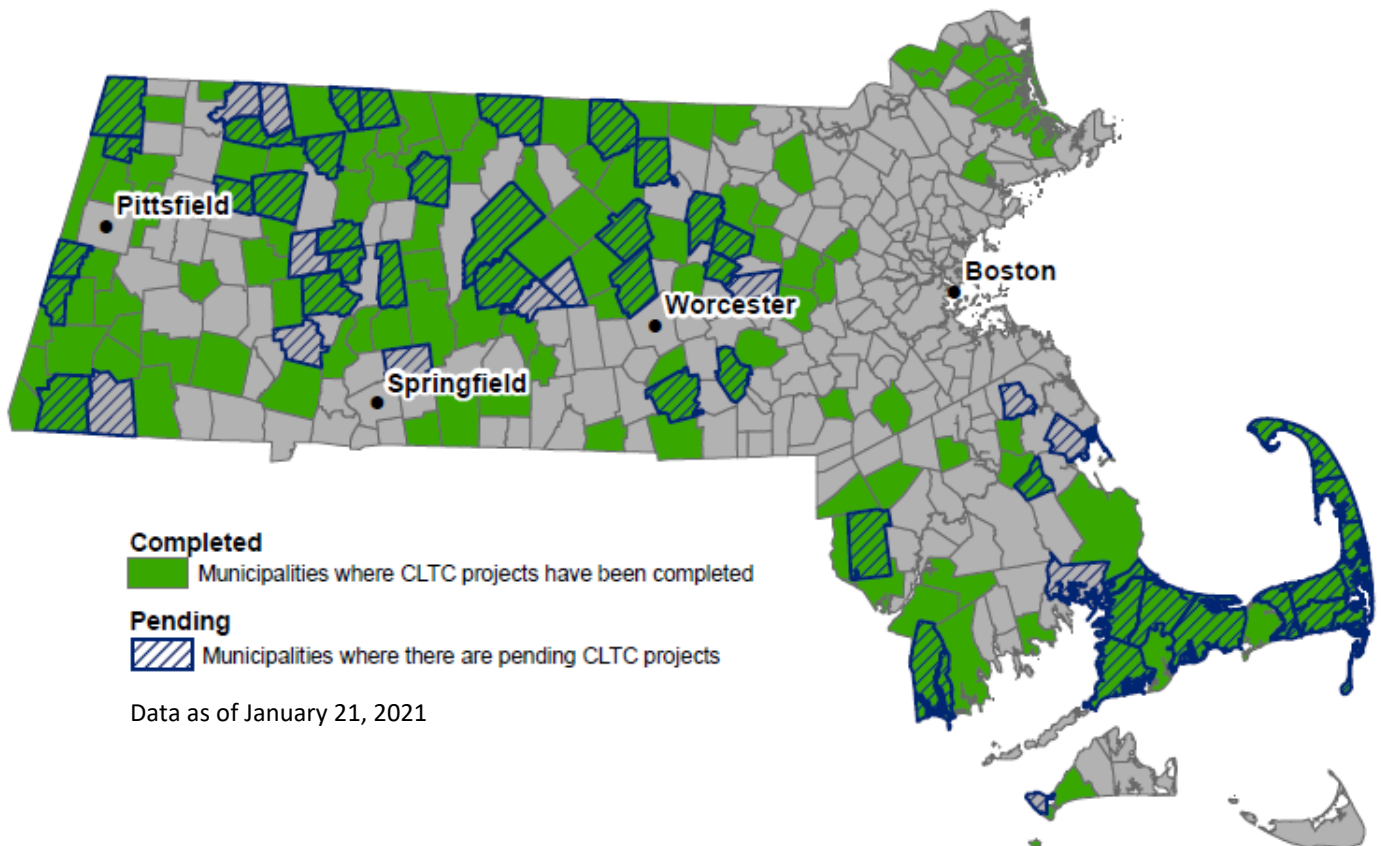 Pittsfield
Boston
Worcester
Springfield
Completed
Municipalities where CLTC projects have been completed
Pending
Municipalities where there are pending CLTC projects
Data as of January 21, 2021